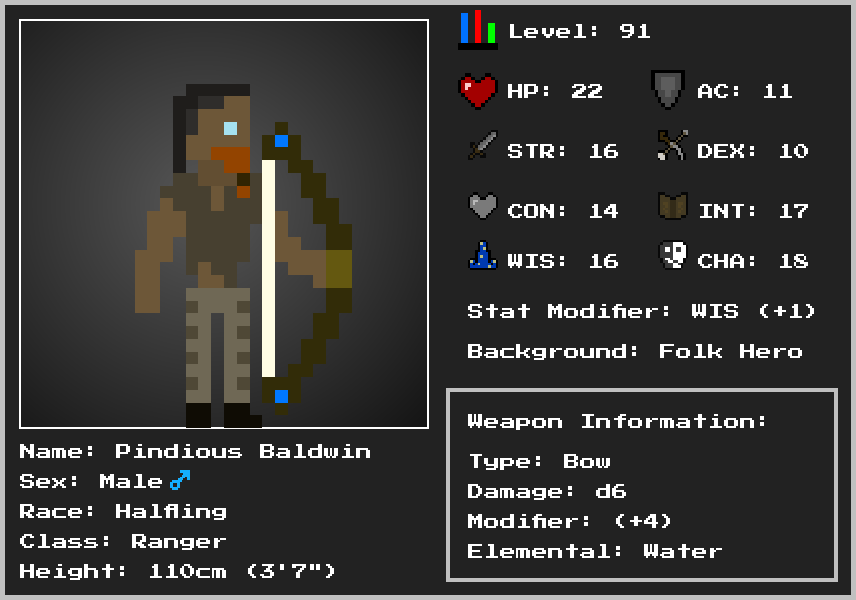 Level: 91
HP: 22 AC: 11
STR: 16 DEX: 10
CON: 14 INT: 17
WIS: 16 CHA: 18
Stat Modifier: WIS (+1)
Background: Folk Hero
Weapon Information:
Type: Bow
Damage: d6
Modifier: (+4)
Elemental: Water
Name: Pindious Baldwin
Sex: Male ♂
Race: Halfling
Class: Ranger
Height: 110cm (3'7")